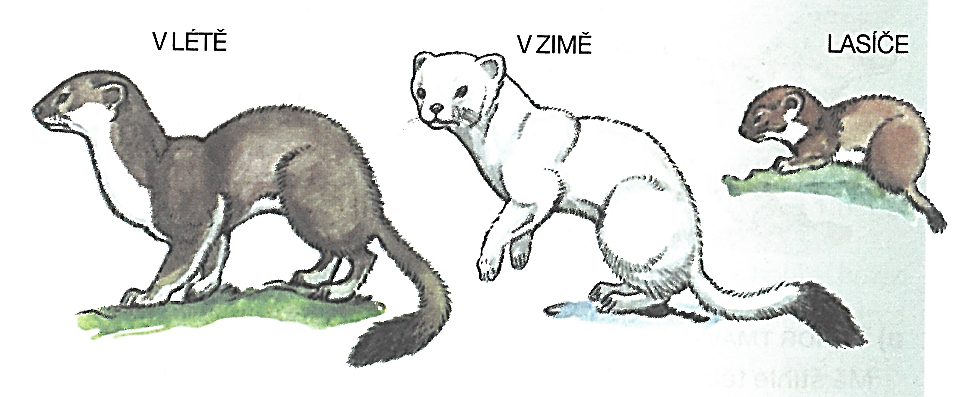 V LÉTĚ
V ZIMĚ
LASÍČE